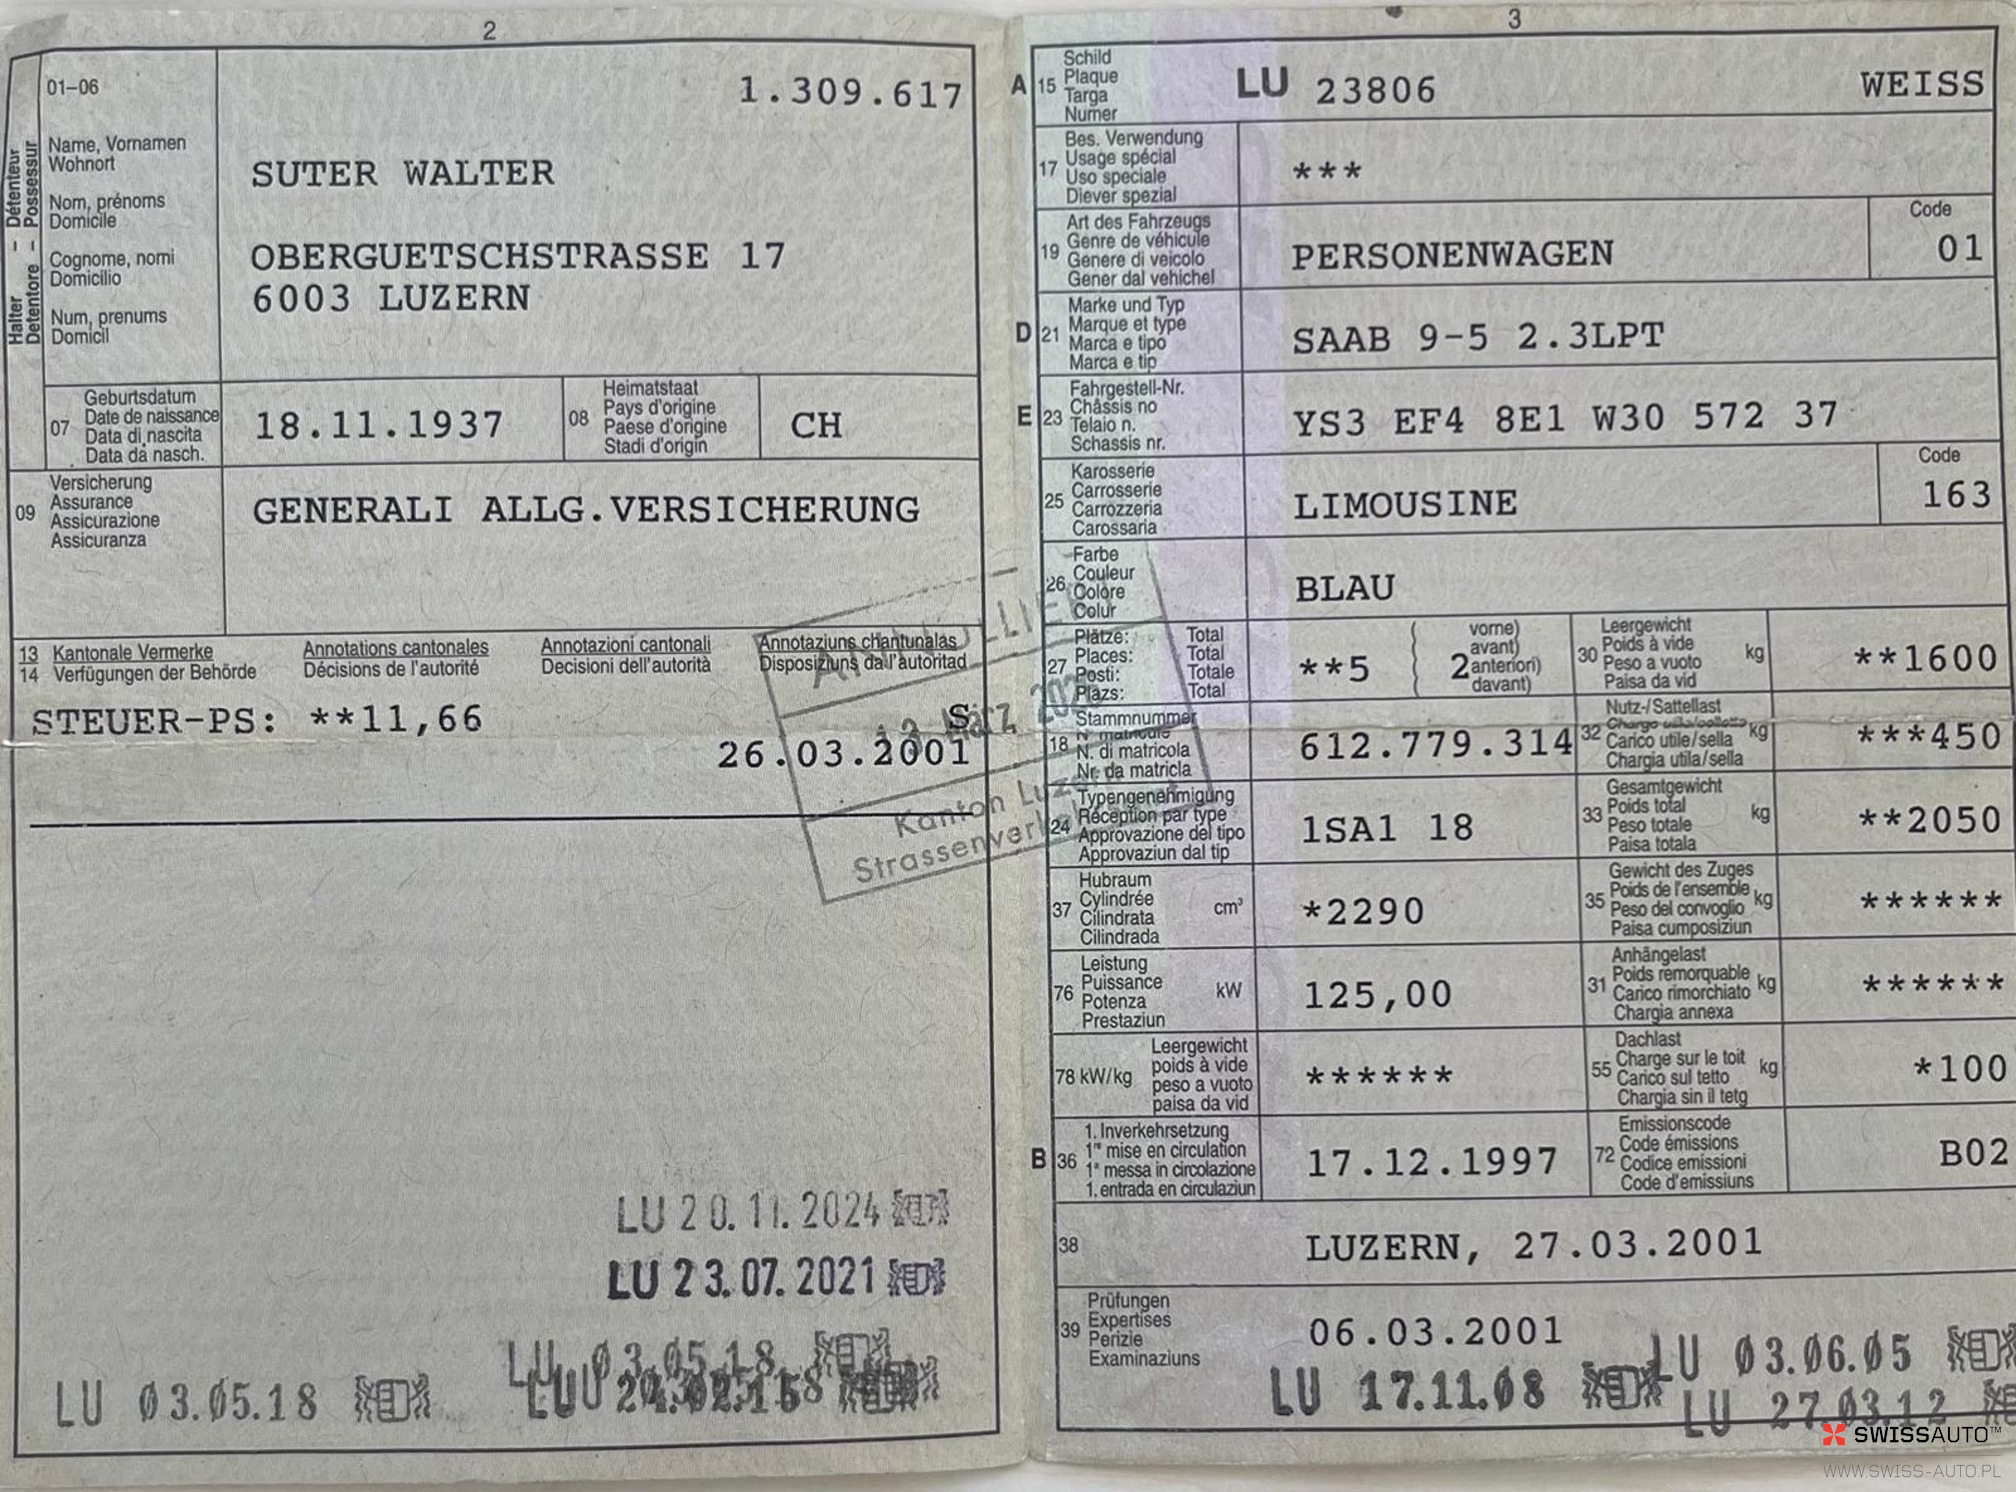 2
01–06
1.309.617
Halter – Détenteur
Detentore – Possessur
Name, Vornamen
Wohnort
Nom, prénoms
Domicile
Cognome, nomi
Domicilio
Num, prenums
Domicil
SUTER WALTER
OBERGUETSCHSTRASSE 17
6003 LUZERN
07
Geburtsdatum
Date de naissance
Data di nascita
Data da nasch.
18.11.1937
08
Heimatstaat
Pays d'origine
Paese d'origine
Stadi d'origin
CH
09
Versicherung
Assurance
Assicurazione
Assicuranza
GENERALI ALLG.VERSICHERUNG
13 Kantonale Vermerke Annotations cantonales Annotazioni cantonali Annotaziuns chantunalas
14 Verfügungen der Behörde Décisions de l'autorité Decisioni dell'autorità Disposiziuns da l'autoritad
STEUER-PS: **11,66 S
26.03.2001
Kanton Luzern
LU 20.11.2024
LU 23.07.2021
LU 03.05.18
LU 03.05.18
3
A 15
Schild
Plaque
Targa
Numer
LU 23806 WEISS
17
Bes. Verwendung
Usage spécial
Uso speciale
Diever spezial
***
19
Art des Fahrzeugs
Genre de véhicule
Genere di veicolo
Gener dal vehichel
PERSONENWAGEN
Code
01
D 21
Marke und Typ
Marque et type
Marca e tipo
Marca e tip
SAAB 9-5 2.3LPT
E 23
Fahrgestell-Nr.
Châssis no
Telaio n.
Schassis nr.
YS3 EF4 8E1 W30 572 37
25
Karosserie
Carrosserie
Carrozzeria
Carossaria
LIMOUSINE
Code
163
26
Farbe
Couleur
Colore
Colur
BLAU
27
Plätze: Total
Places: Total
Posti: Totale
Plazs: Total
**5
2
vorne)
avant)
anteriori)
davant)
30
Leergewicht
Poids à vide
Peso a vuoto
Paisa da vid
kg
**1600
18
Stammnummer
N. matricule
N. di matricola
Nr. da matricla
612.779.314
32
Nutz-/Sattellast
Carico utile/sella
Chargia utila/sella
kg
***450
24
Typengenehmigung
Réception par type
Approvazione del tipo
Approvaziun dal tip
1SA1 18
33
Gesamtgewicht
Poids total
Peso totale
Paisa totala
kg
**2050
37
Hubraum
Cylindrée
Cilindrata
Cilindrada
cm³
*2290
35
Gewicht des Zuges
Poids de l'ensemble
Peso del convoglio
Paisa cumposiziun
kg
******
76
Leistung
Puissance
Potenza
Prestaziun
kW
125,00
31
Anhängelast
Poids remorquable
Carico rimorchiato
Chargia annexa
kg
******
78 kW/kg
Leergewicht
poids à vide
peso a vuoto
paisa da vid
******
55
Dachlast
Charge sur le toit
Carico sul tetto
Chargia sin il tetg
kg
*100
B 36
1. Inverkehrsetzung
1re mise en circulation
1a messa in circolazione
1. entrada en circulaziun
17.12.1997
72
Emissionscode
Code émissions
Codice emissioni
Code d'emissiuns
B02
38
LUZERN, 27.03.2001
39
Prüfungen
Expertises
Perizie
Examinaziuns
06.03.2001
LU 03.06.05
LU 17.11.08
LU 27.03.12
SWISSAUTO™
WWW.SWISS-AUTO.PL